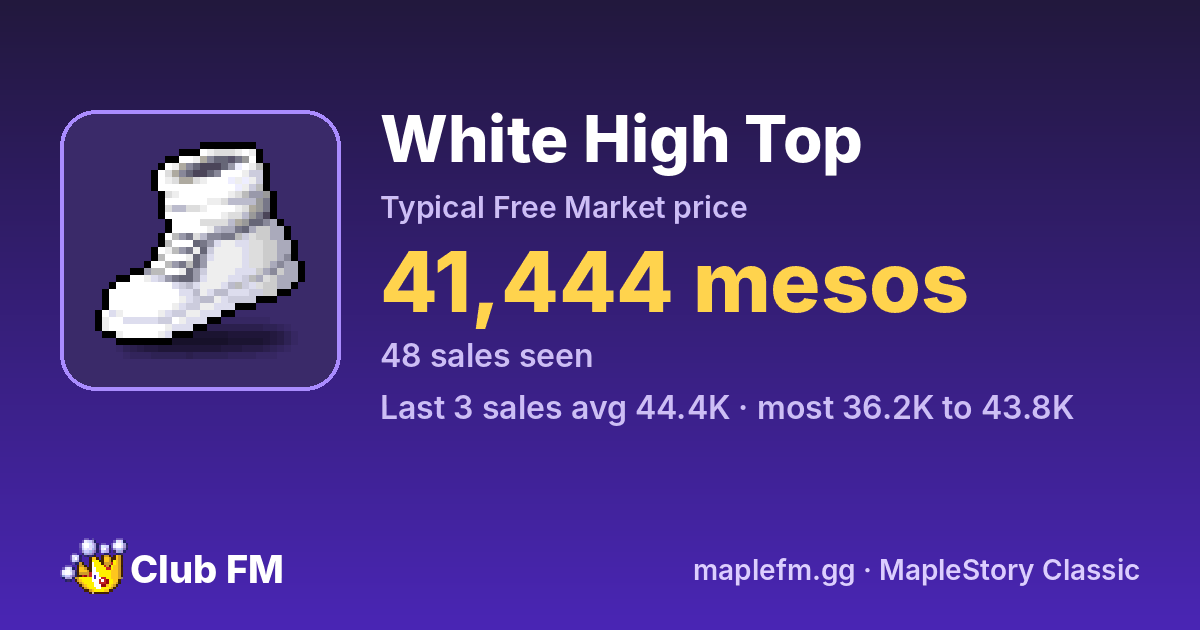 White High Top
Typical Free Market price
41,444 mesos
48 sales seen
Last 3 sales avg 44.4K · most 36.2K to 43.8K
Club FM
maplefm.gg · MapleStory Classic